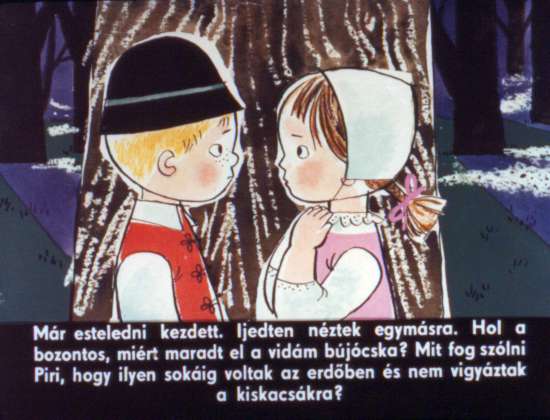 Már esteledni kezdett. Ijedten néztek egymásra. Hol a
bozontos, miért maradt el a vidám bújócska? Mit fog szólni
Piri, hogy ilyen sokáig voltak az erdőben és nem vigyáztak
a kiskacsákra?